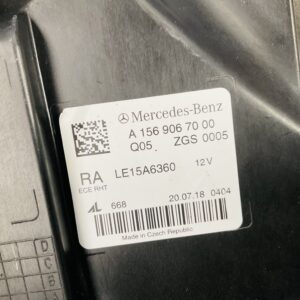 Mercedes-Benz
A 156 906 70 00
Q05. ZGS 0005
RA LE15A6360 12V
ECE RHT
AL 668 20.07.18 0404
Made in Czech Republic
D
C
B